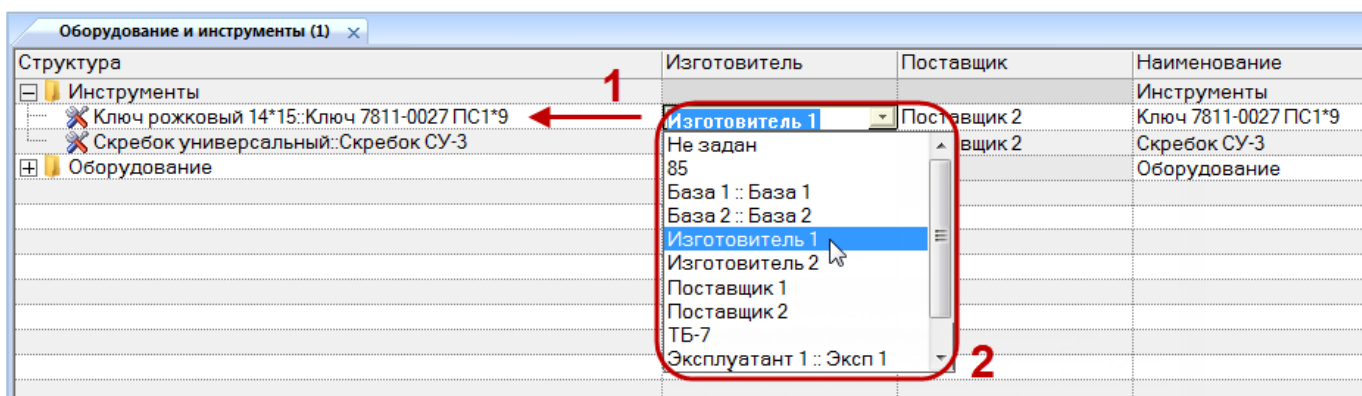 Оборудование и инструменты (1)
Структура Изготовитель Поставщик Наименование
Инструменты Инструменты
1
Ключ рожковый 14*15::Ключ 7811-0027 ПС1*9 Изготовитель 1 Поставщик 2 Ключ 7811-0027 ПС1*9
Скребок универсальный::Скребок СУ-3 Не задан вщик 2 Скребок СУ-3
Оборудование 85 Оборудование
База 1 :: База 1
База 2 :: База 2
Изготовитель 1
Изготовитель 2
Поставщик 1
Поставщик 2
ТБ-7
Эксплуатант 1 :: Эксп 1
2